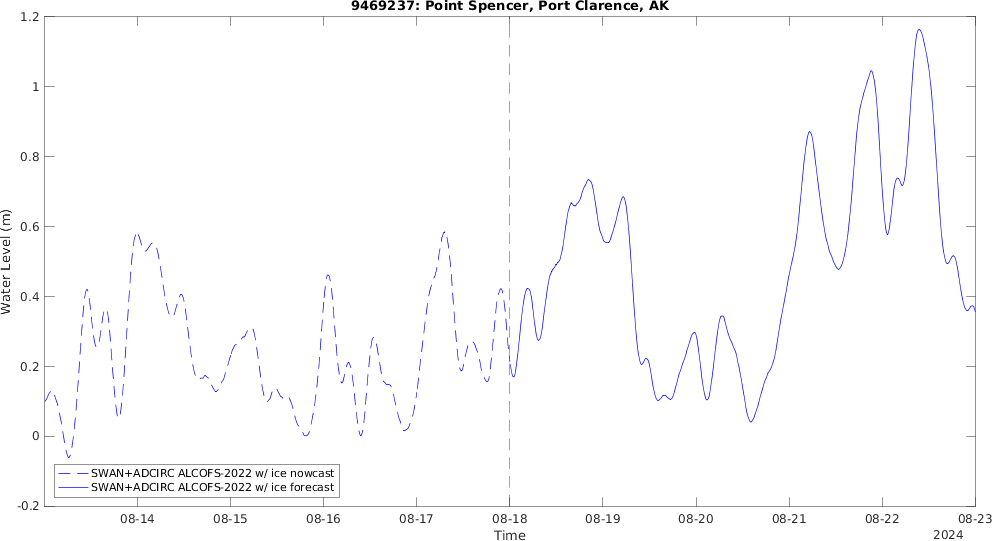 9469237: Point Spencer, Port Clarence, AK
1.2
1
0.8
0.6
0.4
0.2
0
-0.2
Water Level (m)
SWAN+ADCIRC ALCOFS-2022 w/ ice nowcast
SWAN+ADCIRC ALCOFS-2022 w/ ice forecast
08-14 08-15 08-16 08-17 08-18 08-19 08-20 08-21 08-22 08-23
Time
2024